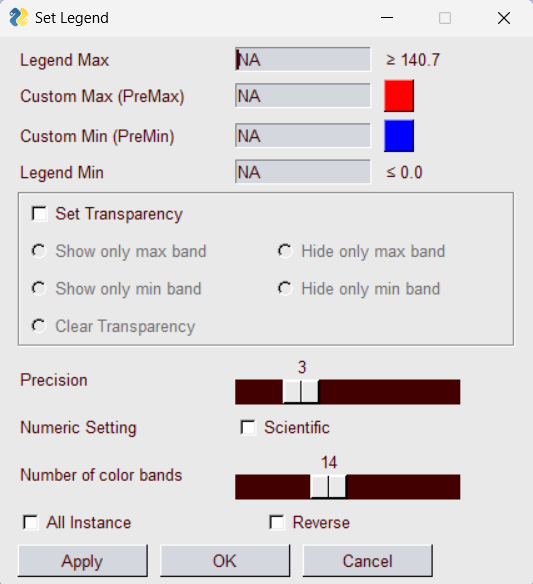 Set Legend
Legend Max NA ≥ 140.7
Custom Max (PreMax) NA
Custom Min (PreMin) NA
Legend Min NA ≤ 0.0
Set Transparency
Show only max band Hide only max band
Show only min band Hide only min band
Clear Transparency
3
Precision
Numeric Setting Scientific
14
Number of color bands
All Instance Reverse
Apply OK Cancel